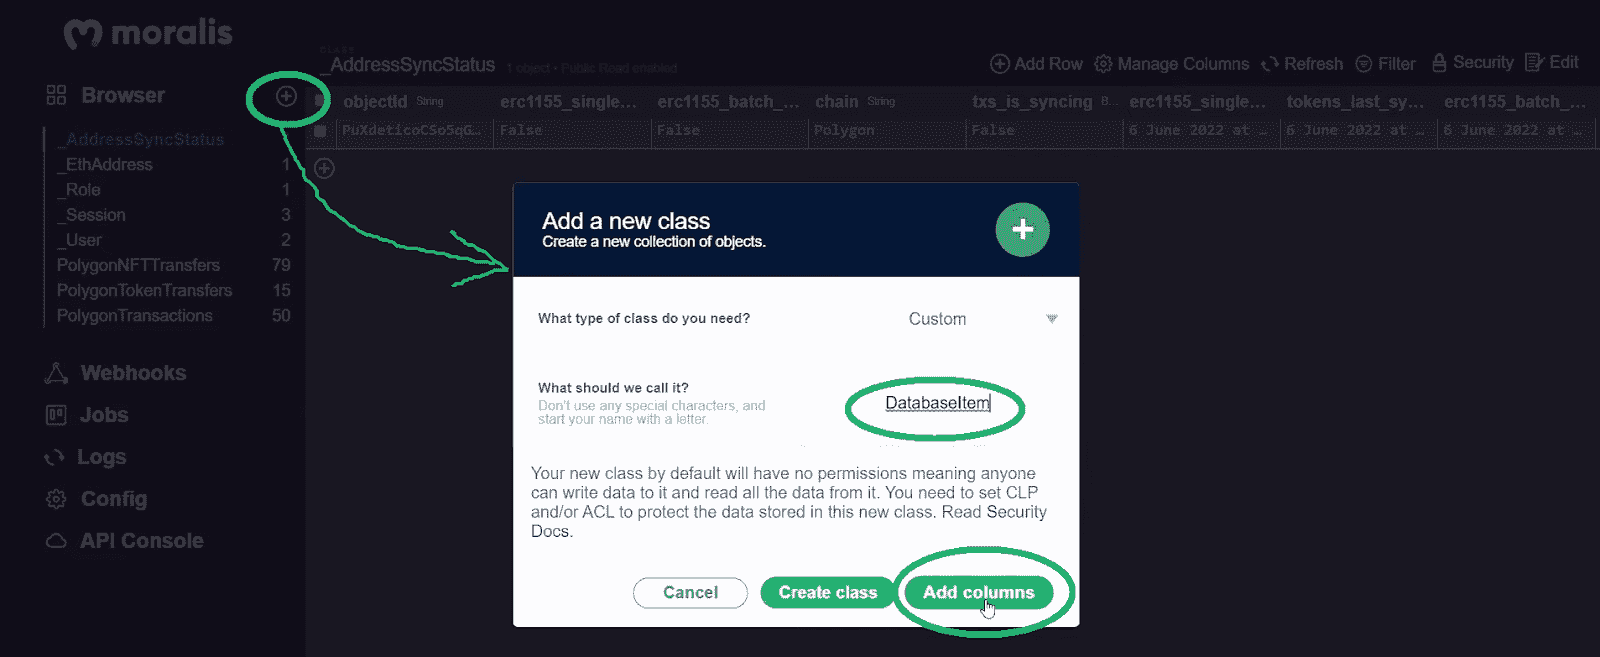 moralis
CLASS
_AddressSyncStatus 1 object • Public Read enabled
Add Row Manage Columns Refresh Filter Security Edit
Browser
objectId String erc1155_single... erc1155_batch_... chain String txs_is_syncing B... erc1155_single... tokens_last_sy... erc1155_batch_...
PuXdeticoCSo5qG… False False Polygon False 6 June 2022 at … 6 June 2022 at … 6 June 2022 at …
_AddressSyncStatus
_EthAddress 1
_Role 1
_Session 3
_User 2
PolygonNFTTransfers 79
PolygonTokenTransfers 15
PolygonTransactions 50
Webhooks
Jobs
Logs
Config
API Console
Add a new class
Create a new collection of objects.
What type of class do you need? Custom
What should we call it?
Don't use any special characters, and
start your name with a letter.
DatabaseItem
Your new class by default will have no permissions meaning anyone
can write data to it and read all the data from it. You need to set CLP
and/or ACL to protect the data stored in this new class. Read Security
Docs.
Cancel Create class Add columns